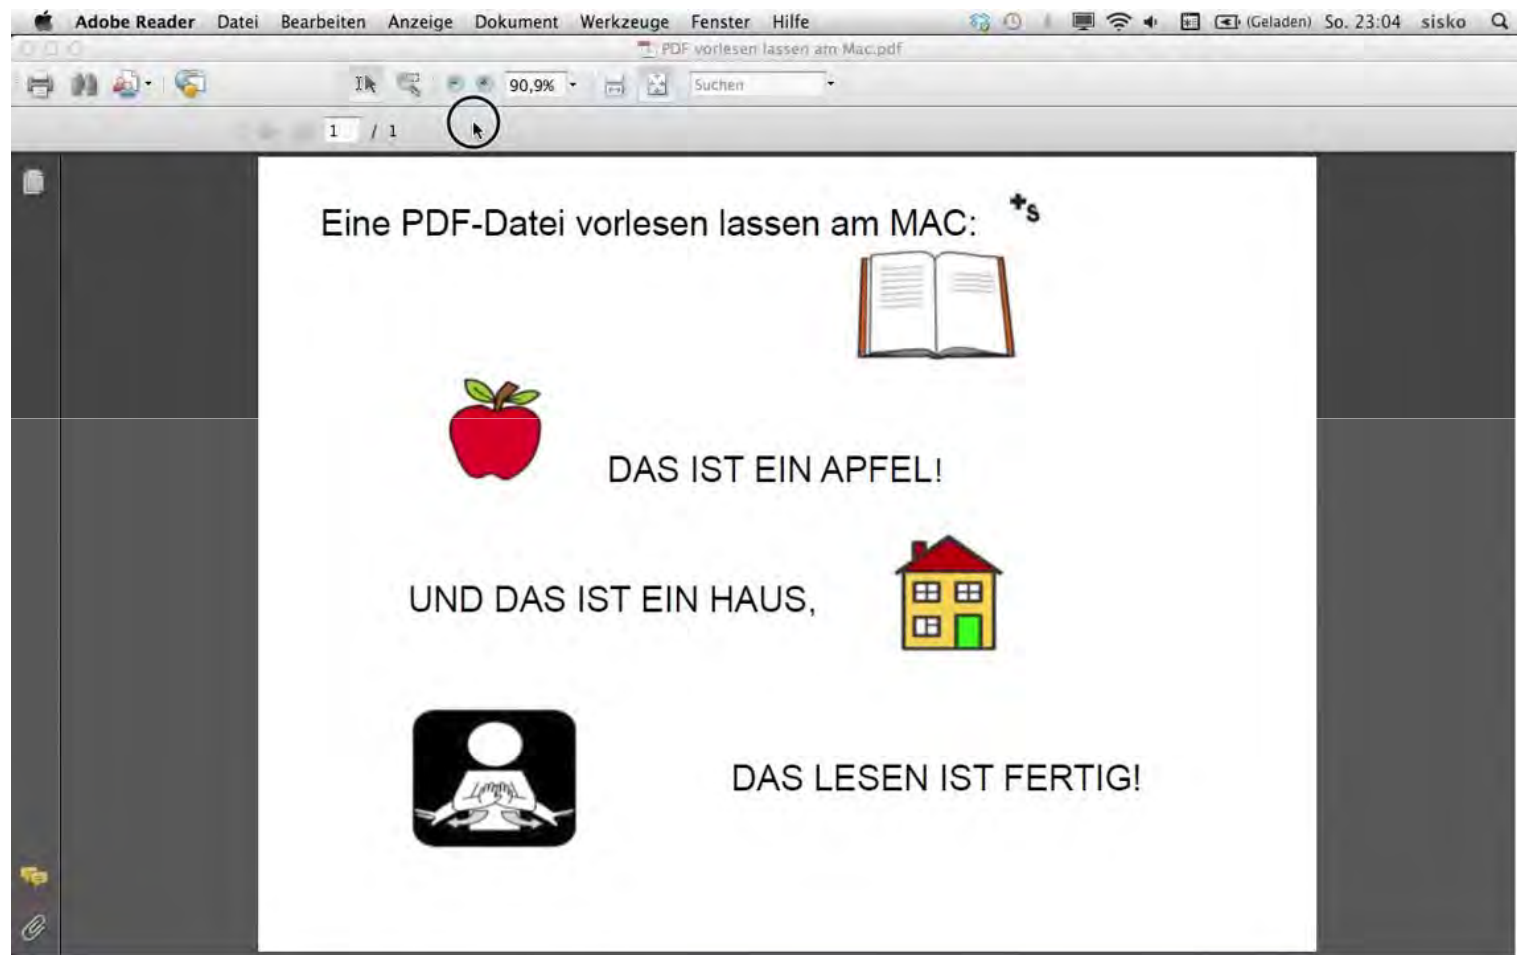 Adobe Reader Datei Bearbeiten Anzeige Dokument Werkzeuge Fenster Hilfe (Geladen) So. 23:04 sisko
PDF vorlesen lassen am Mac.pdf
90,9% Suchen
1 / 1
Eine PDF-Datei vorlesen lassen am MAC: +s
DAS IST EIN APFEL!
UND DAS IST EIN HAUS,
DAS LESEN IST FERTIG!